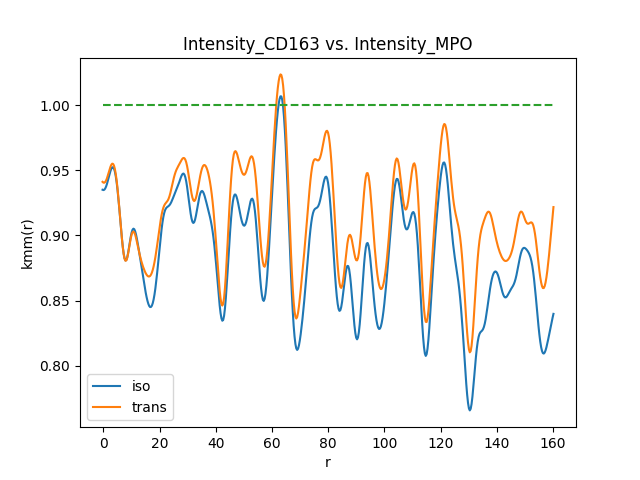 Intensity_CD163 vs. Intensity_MPO
kmm(r)
1.00
0.95
0.90
0.85
0.80
iso
trans
0 20 40 60 80 100 120 140 160
r